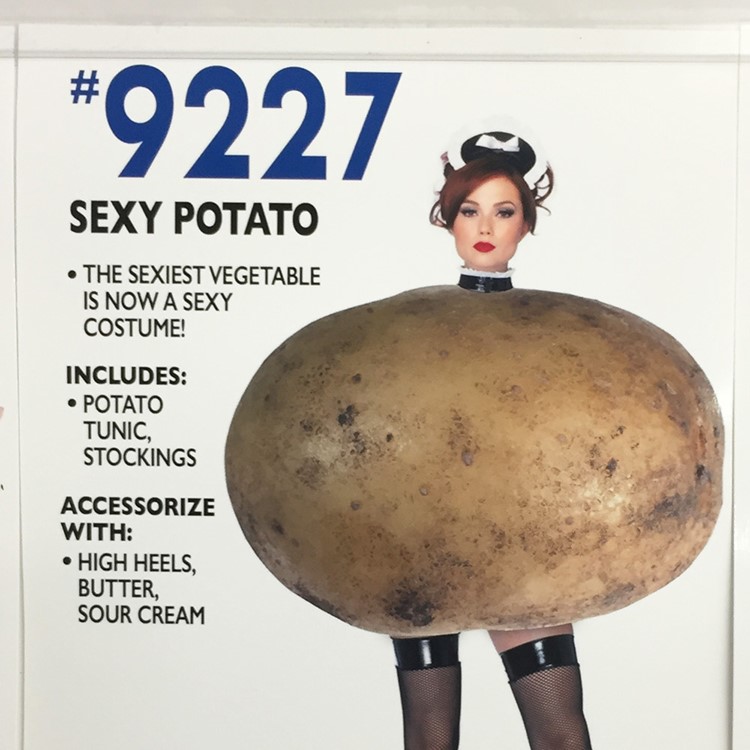 #9227
SEXY POTATO
• THE SEXIEST VEGETABLE
IS NOW A SEXY
COSTUME!
INCLUDES:
• POTATO
TUNIC,
STOCKINGS
ACCESSORIZE
WITH:
• HIGH HEELS,
BUTTER,
SOUR CREAM